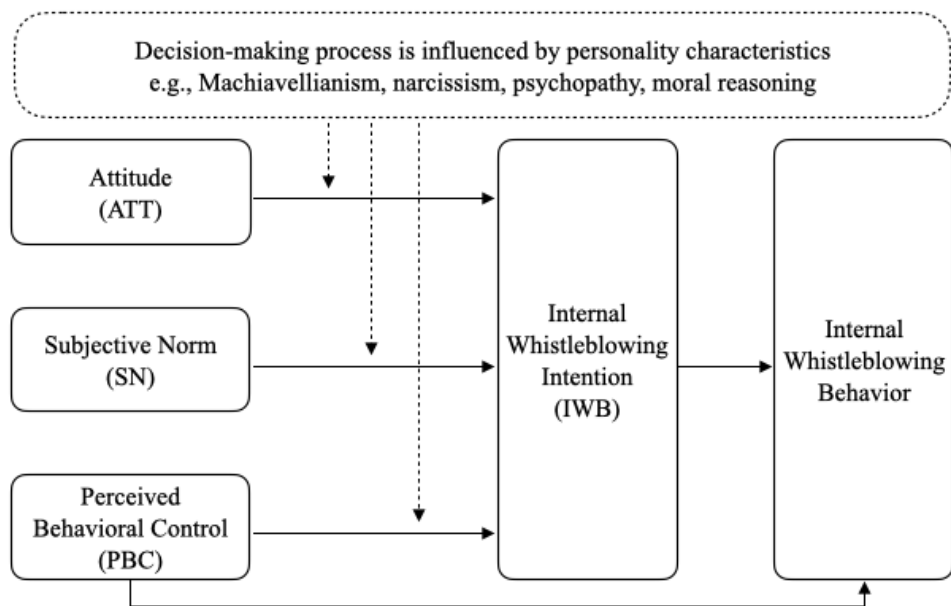 Decision-making process is influenced by personality characteristics
e.g., Machiavellianism, narcissism, psychopathy, moral reasoning
Attitude
(ATT)
Subjective Norm
(SN)
Perceived
Behavioral Control
(PBC)
Internal
Whistleblowing
Intention
(IWB)
Internal
Whistleblowing
Behavior